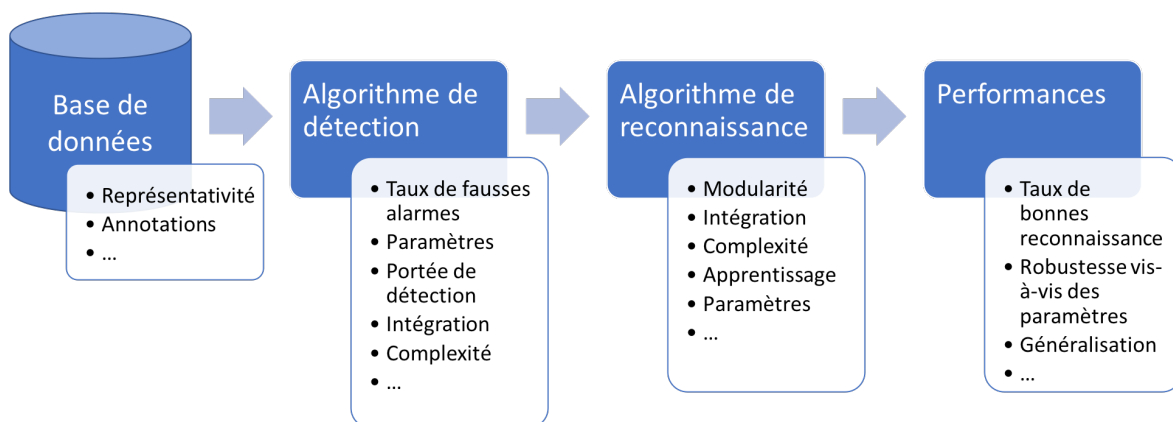 Base de
données
• Représentativité
• Annotations
• ...
Algorithme de
détection
• Taux de fausses
alarmes
• Paramètres
• Portée de
détection
• Intégration
• Complexité
• ...
Algorithme de
reconnaissance
• Modularité
• Intégration
• Complexité
• Apprentissage
• Paramètres
• ...
Performances
• Taux de
bonnes
reconnaissance
• Robustesse vis-
à-vis des
paramètres
• Généralisation
• ...